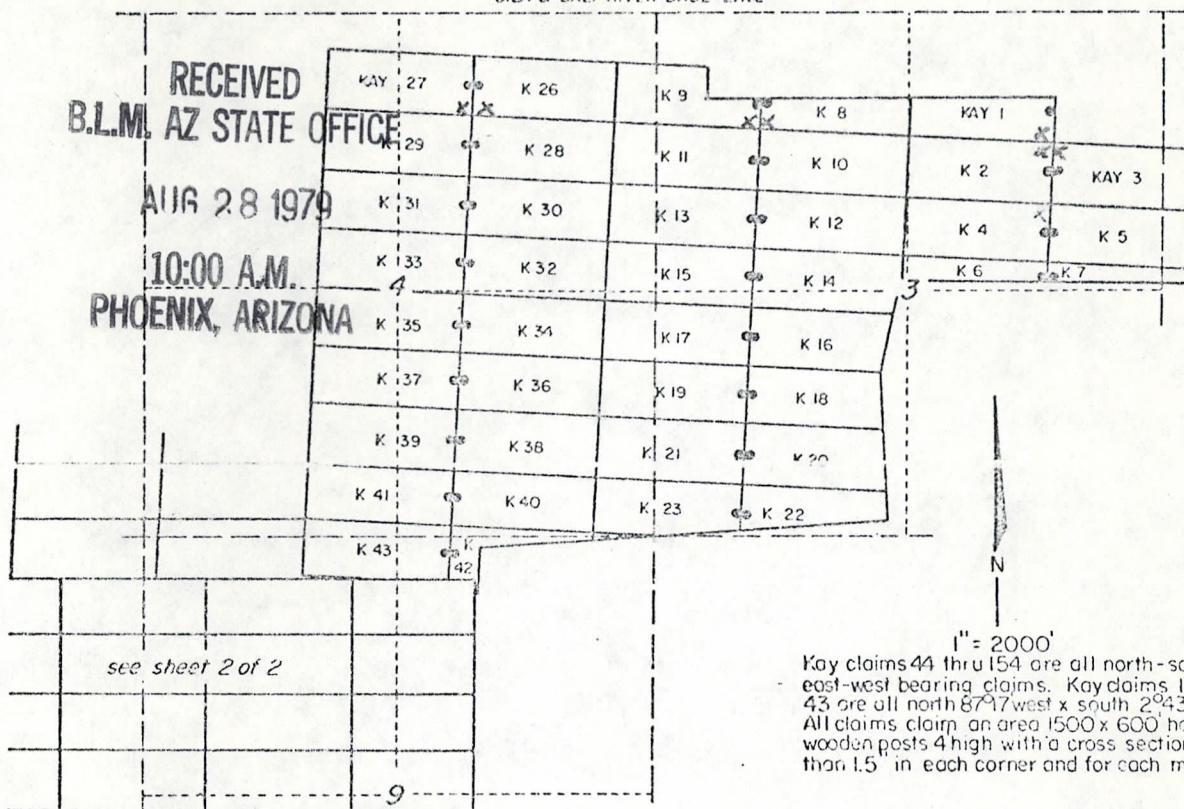 RECEIVED
B.L.M. AZ STATE OFFICE
AUG 28 1979
10:00 A.M.
PHOENIX, ARIZONA
KAY 27
K 26
K 9
K 8
KAY 1
K 29
K 28
K 11
K 10
K 2
KAY 3
K 31
K 30
K 13
K 12
K 4
K 5
K 33
K 32
K 15
K 14
K 6
K 7
4
3
K 35
K 34
K 17
K 16
K 37
K 36
K 19
K 18
K 39
K 38
K 21
K 20
K 41
K 40
K 23
K 22
K 43
K 42
N
1" = 2000'
see sheet 2 of 2
Kay claims 44 thru 154 are all north-so
east-west bearing claims. Kay claims 1
43 are all north 87°17' west x south 2°43
All claims claim an area 1500 x 600' ha
wooden posts 4' high with a cross section
than 1.5" in each corner and for each m
9